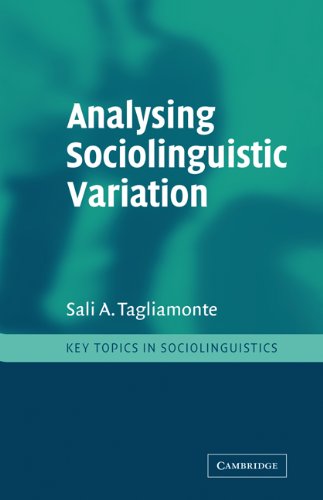 Analysing
Sociolinguistic
Variation
Sali A. Tagliamonte
KEY TOPICS IN SOCIOLINGUISTICS
CAMBRIDGE